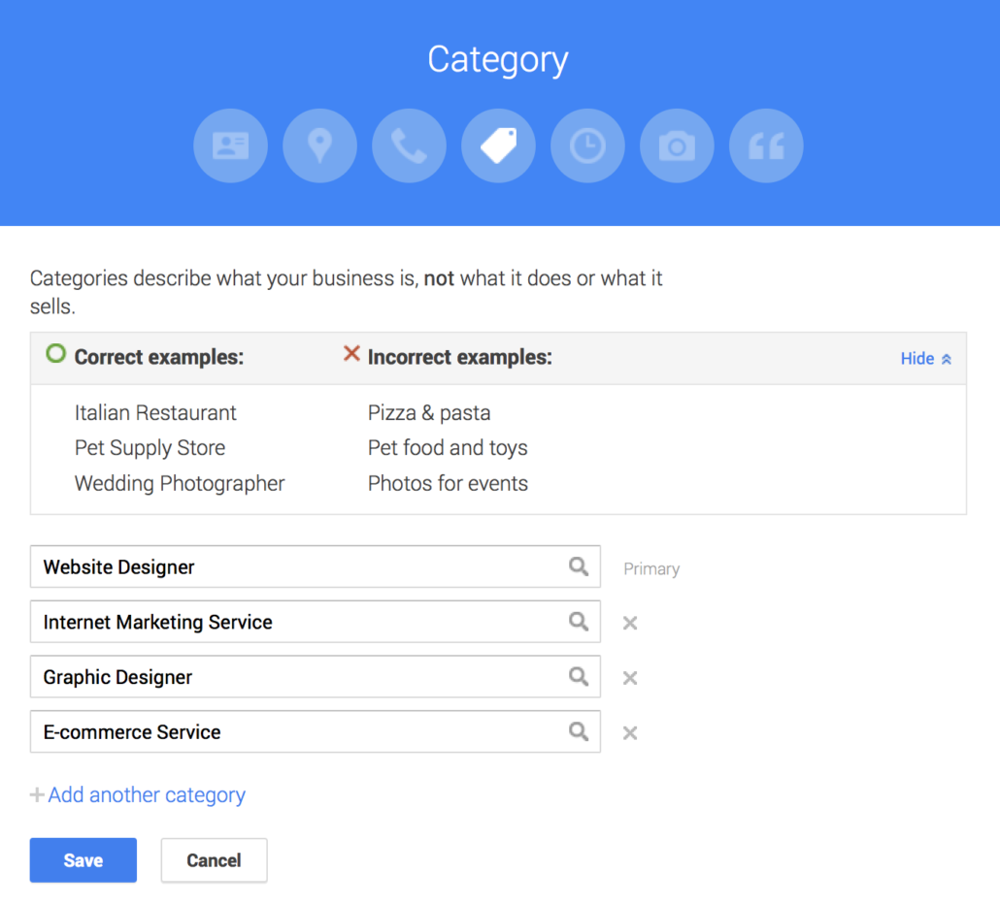 Category
Categories describe what your business is, not what it does or what it
sells.
Correct examples:
Incorrect examples:
Hide
Italian Restaurant
Pizza & pasta
Pet Supply Store
Pet food and toys
Wedding Photographer
Photos for events
Website Designer
Primary
Internet Marketing Service
Graphic Designer
E-commerce Service
+Add another category
Save
Cancel